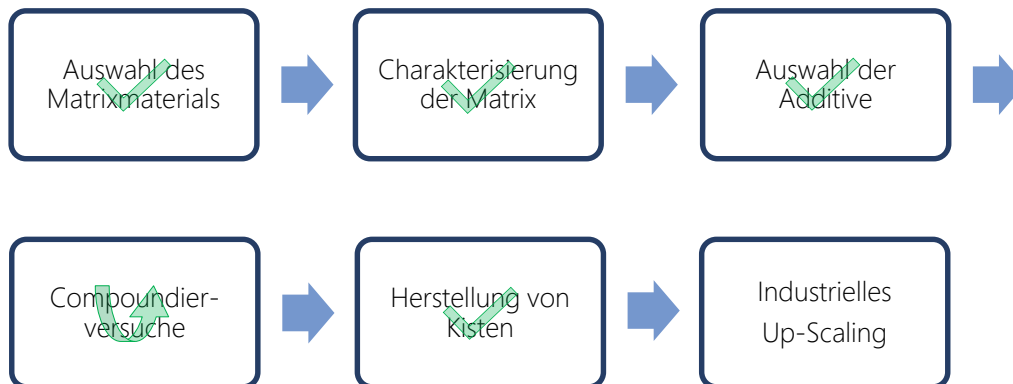 Auswahl des
Matrixmaterials
Charakterisierung
der Matrix
Auswahl der
Additive
Compoundier-
versuche
Herstellung von
Kisten
Industrielles
Up-Scaling